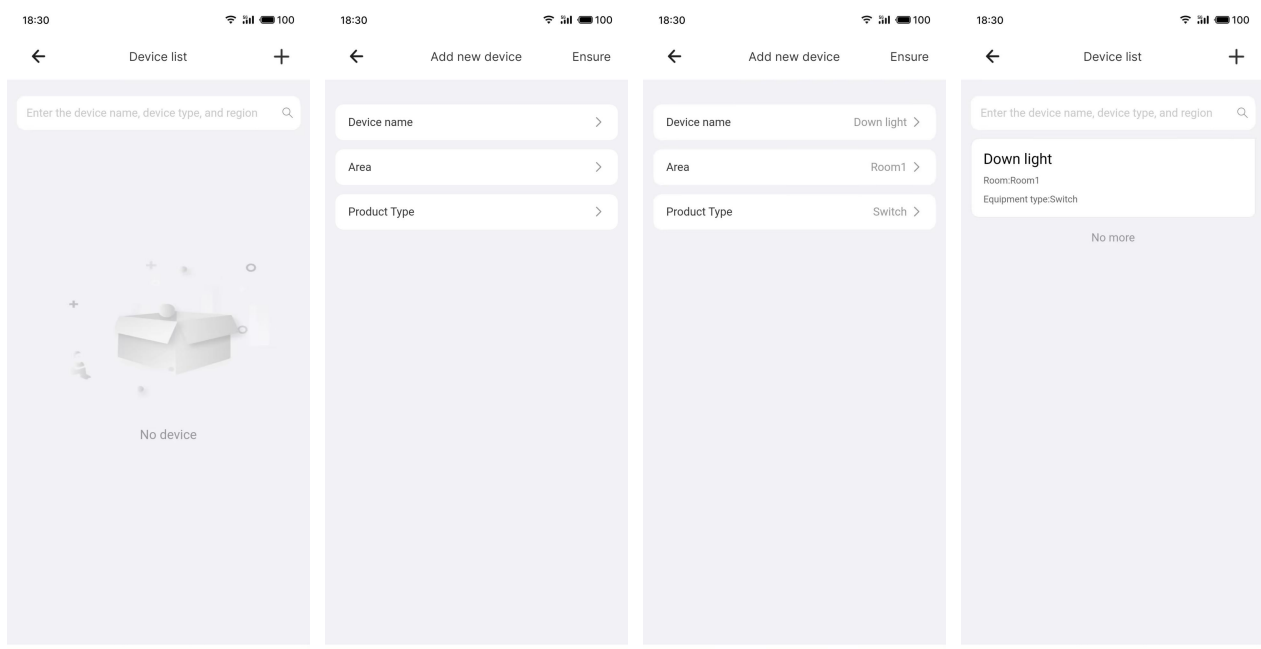 18:30 100
Device list
Enter the device name, device type, and region
No device
18:30 100
Add new device Ensure
Device name
Area
Product Type
18:30 100
Add new device Ensure
Device name Down light
Area Room1
Product Type Switch
18:30 100
Device list
Enter the device name, device type, and region
Down light
Room:Room1
Equipment type:Switch
No more